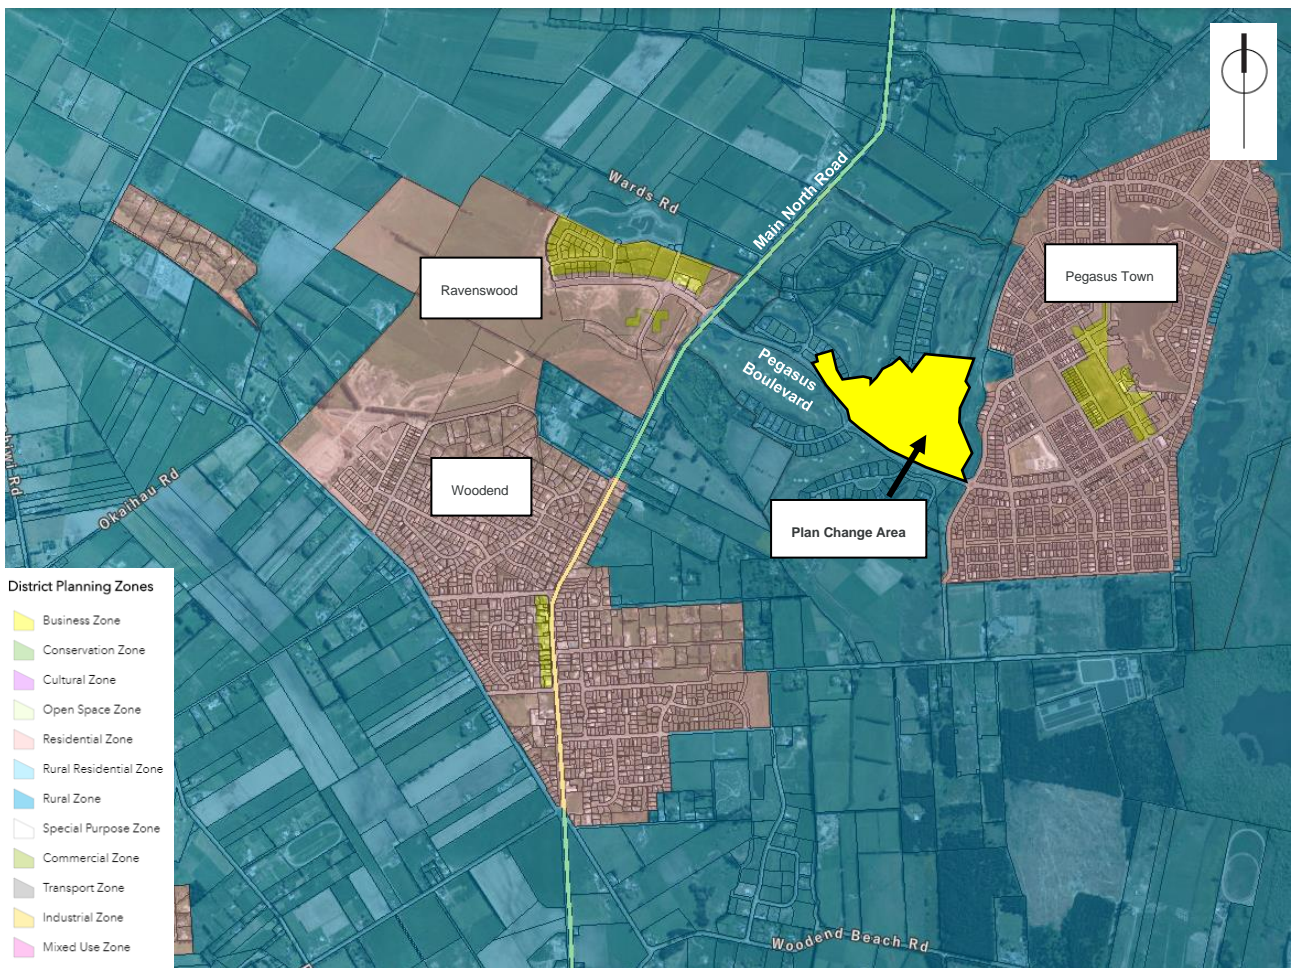 Wards Rd
Main North Road
Ravenswood
Pegasus Town
Pegasus
Boulevard
Woodend
Okaihau Rd
Plan Change Area
District Planning Zones
Business Zone
Conservation Zone
Cultural Zone
Open Space Zone
Residential Zone
Rural Residential Zone
Rural Zone
Special Purpose Zone
Commercial Zone
Transport Zone
Industrial Zone
Mixed Use Zone
Woodend Beach Rd